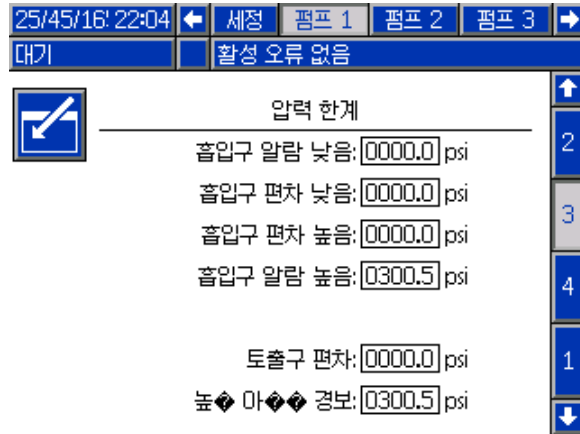 25/45/16! 22:04 세정 펌프 1 펌프 2 펌프 3
대기 활성 오류 없음
압력 한계
흡입구 알람 낮음: 0000.0 psi
흡입구 편차 낮음: 0000.0 psi
흡입구 편차 높음: 0000.0 psi
흡입구 알람 높음: 0300.5 psi
토출구 편차: 0000.0 psi
높� 아�� 경보: 0300.5 psi
2
3
4
1